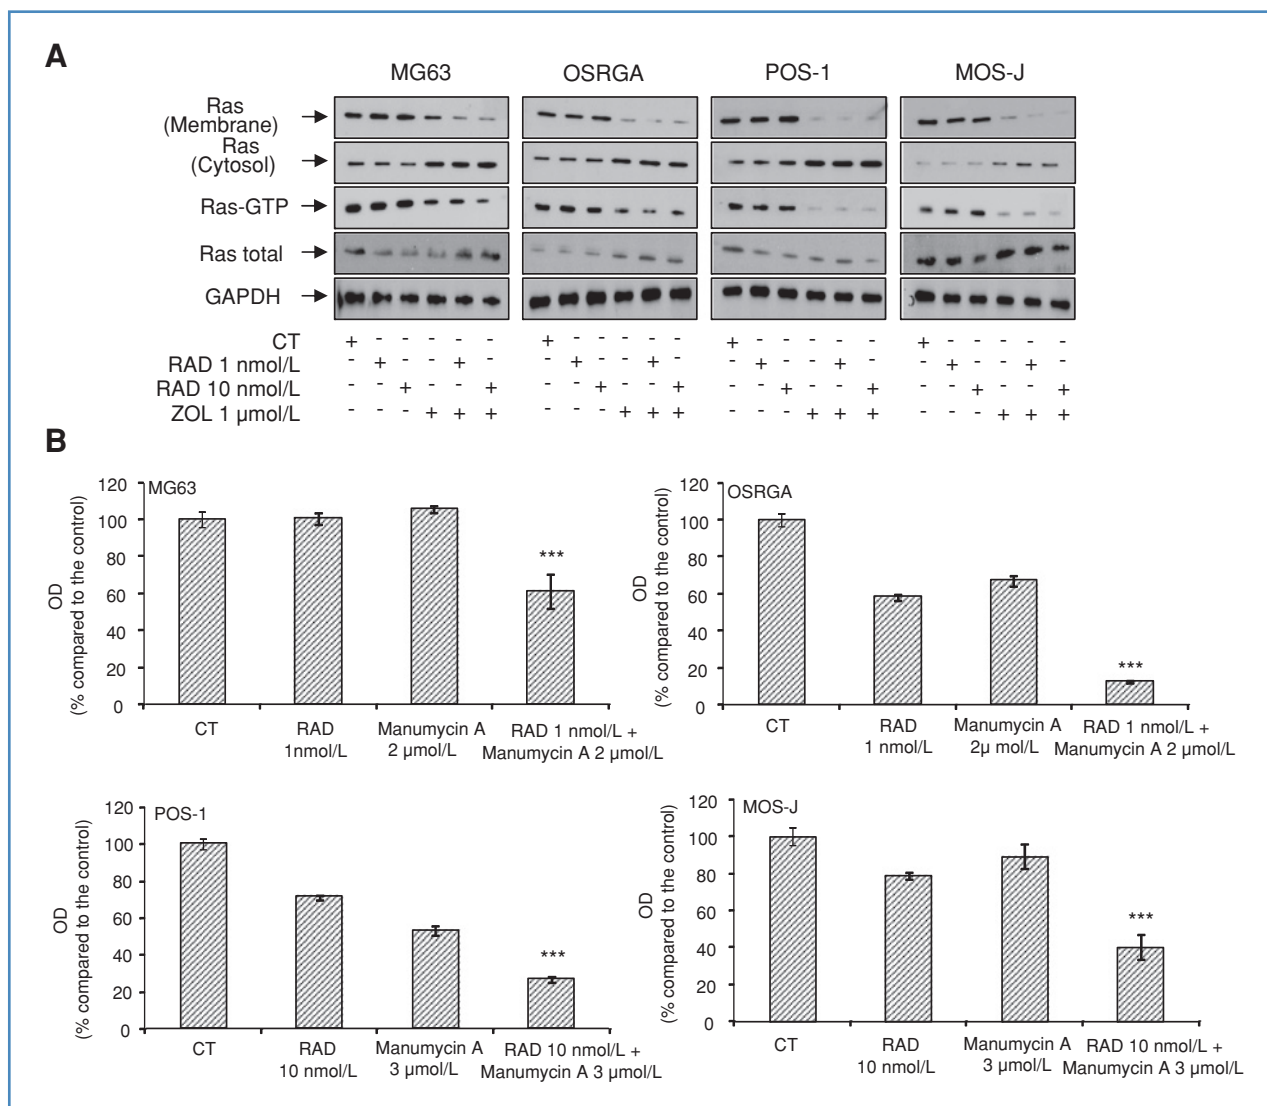 A
MG63 OSRGA POS-1 MOS-J
Ras
(Membrane)
Ras
(Cytosol)
Ras-GTP
Ras total
GAPDH
CT + - - - - - + - - - - - + - - - - - + - - - - -
RAD 1 nmol/L - + - - + - - + - - + - - + - - + - - + - - + -
RAD 10 nmol/L - - + - - + - - + - - + - - + - - + - - + - - +
ZOL 1 µmol/L - - - + + + - - - + + + - - - + + + - - - + + +
B
MG63
OD
(% compared to the control)
120
100
80
60
40
20
0
***
CT RAD Manumycin A RAD 1 nmol/L +
1nmol/L 2 µmol/L Manumycin A 2 µmol/L
OSRGA
OD
(% compared to the control)
120
100
80
60
40
20
0
***
CT RAD Manumycin A RAD 1 nmol/L +
1 nmol/L 2µ mol/L Manumycin A 2 µmol/L
POS-1
OD
(% compared to the control)
120
100
80
60
40
20
0
***
CT RAD Manumycin A RAD 10 nmol/L +
10 nmol/L 3 µmol/L Manumycin A 3 µmol/L
MOS-J
OD
(% compared to the control)
120
100
80
60
40
20
0
***
CT RAD Manumycin A RAD 10 nmol/L +
10 nmol/L 3 µmol/L Manumycin A 3 µmol/L